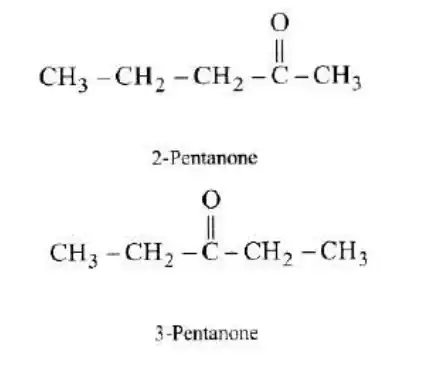 O
||
CH₃ – CH₂ – CH₂ – C – CH₃
2-Pentanone
O
||
CH₃ – CH₂ – C – CH₂ – CH₃
3-Pentanone